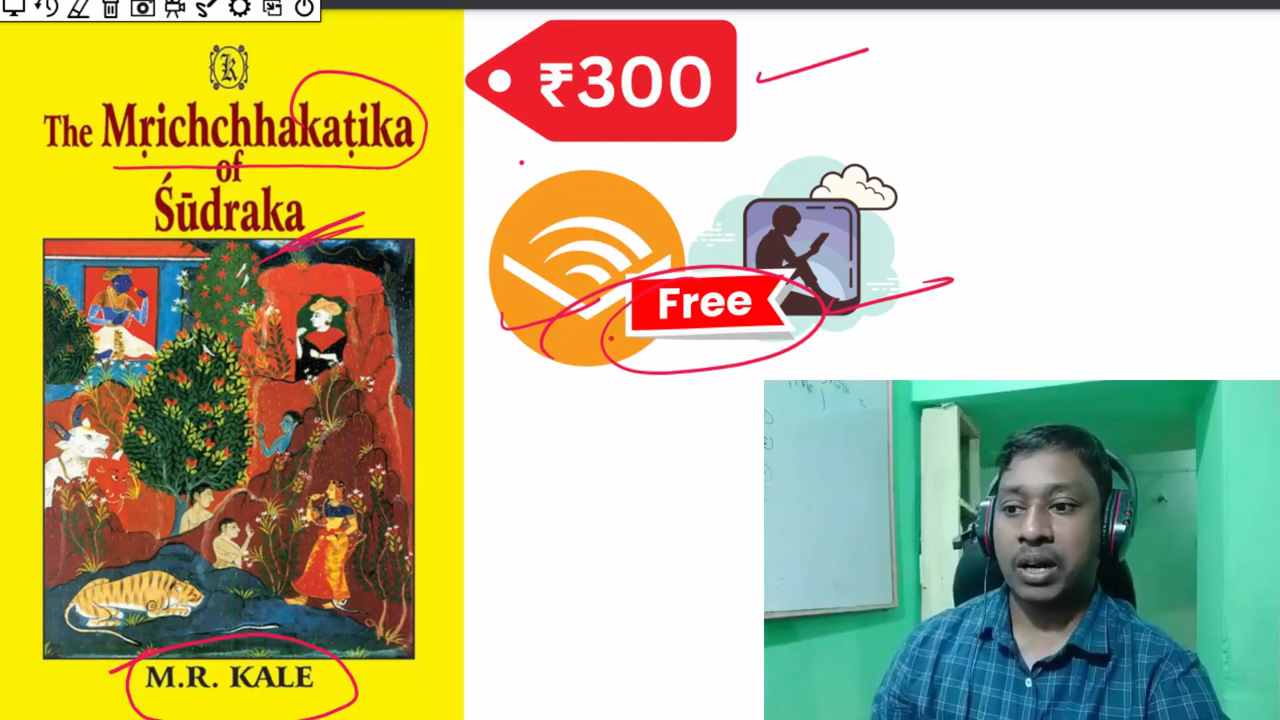 K
The Mṛichchhakaṭika
of
Śūdraka
M.R. KALE
₹300
Free